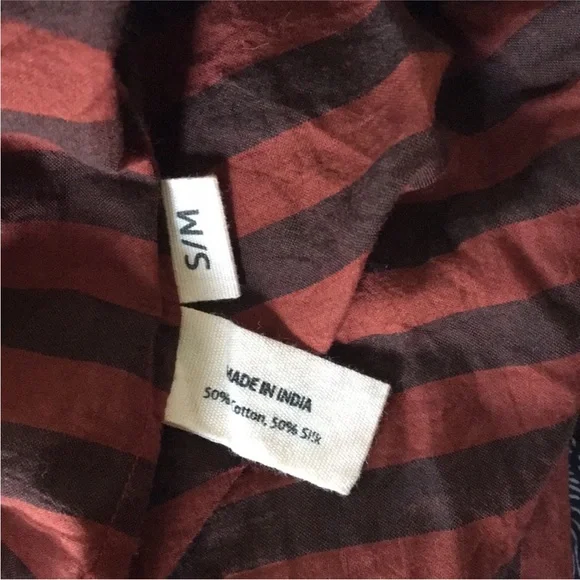 S/M
MADE IN INDIA
50% Cotton, 50% Silk